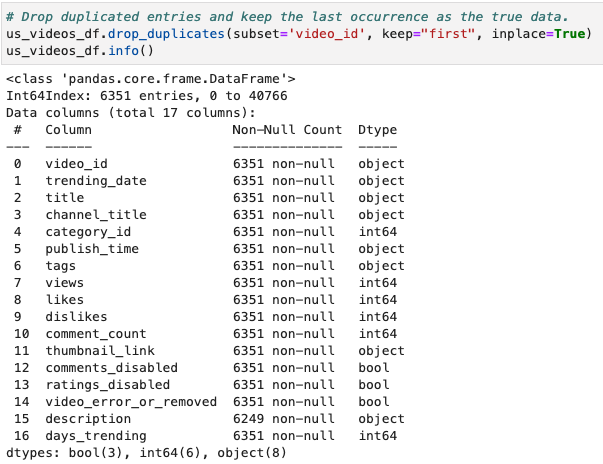 # Drop duplicated entries and keep the last occurrence as the true data.
us_videos_df.drop_duplicates(subset='video_id', keep="first", inplace=True)
us_videos_df.info()
<class 'pandas.core.frame.DataFrame'>
Int64Index: 6351 entries, 0 to 40766
Data columns (total 17 columns):
 #   Column                  Non-Null Count  Dtype
---  ------                  --------------  -----
 0   video_id                6351 non-null   object
 1   trending_date           6351 non-null   object
 2   title                   6351 non-null   object
 3   channel_title           6351 non-null   object
 4   category_id             6351 non-null   int64
 5   publish_time            6351 non-null   object
 6   tags                    6351 non-null   object
 7   views                   6351 non-null   int64
 8   likes                   6351 non-null   int64
 9   dislikes                6351 non-null   int64
 10  comment_count           6351 non-null   int64
 11  thumbnail_link          6351 non-null   object
 12  comments_disabled       6351 non-null   bool
 13  ratings_disabled        6351 non-null   bool
 14  video_error_or_removed  6351 non-null   bool
 15  description             6249 non-null   object
 16  days_trending           6351 non-null   int64
dtypes: bool(3), int64(6), object(8)